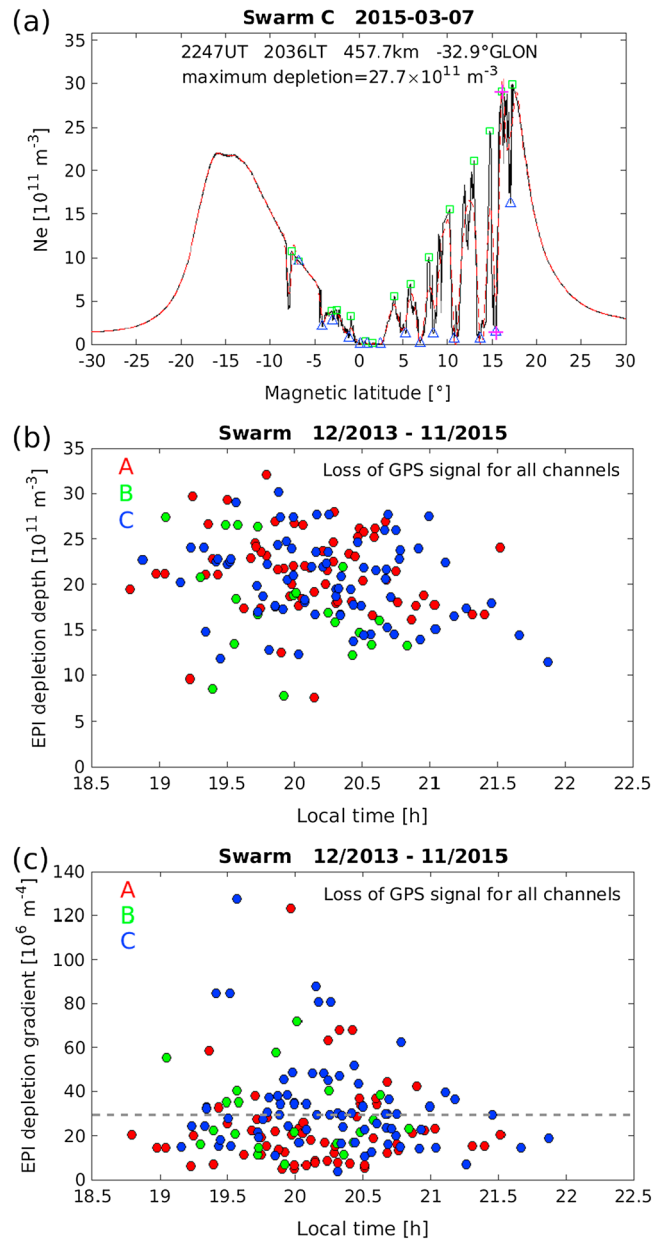 (a)
Swarm C 2015-03-07
2247UT 2036LT 457.7km -32.9°GLON
maximum depletion=27.7×10¹¹ m⁻³
Ne [10¹¹ m⁻³]
35
30
25
20
15
10
5
0
-30 -25 -20 -15 -10 -5 0 5 10 15 20 25 30
Magnetic latitude [°]
(b)
Swarm 12/2013 - 11/2015
A
B
C
Loss of GPS signal for all channels
EPI depletion depth [10¹¹ m⁻³]
35
30
25
20
15
10
5
0
18.5 19 19.5 20 20.5 21 21.5 22 22.5
Local time [h]
(c)
Swarm 12/2013 - 11/2015
A
B
C
Loss of GPS signal for all channels
EPI depletion gradient [10⁶ m⁻⁴]
140
120
100
80
60
40
20
0
18.5 19 19.5 20 20.5 21 21.5 22 22.5
Local time [h]